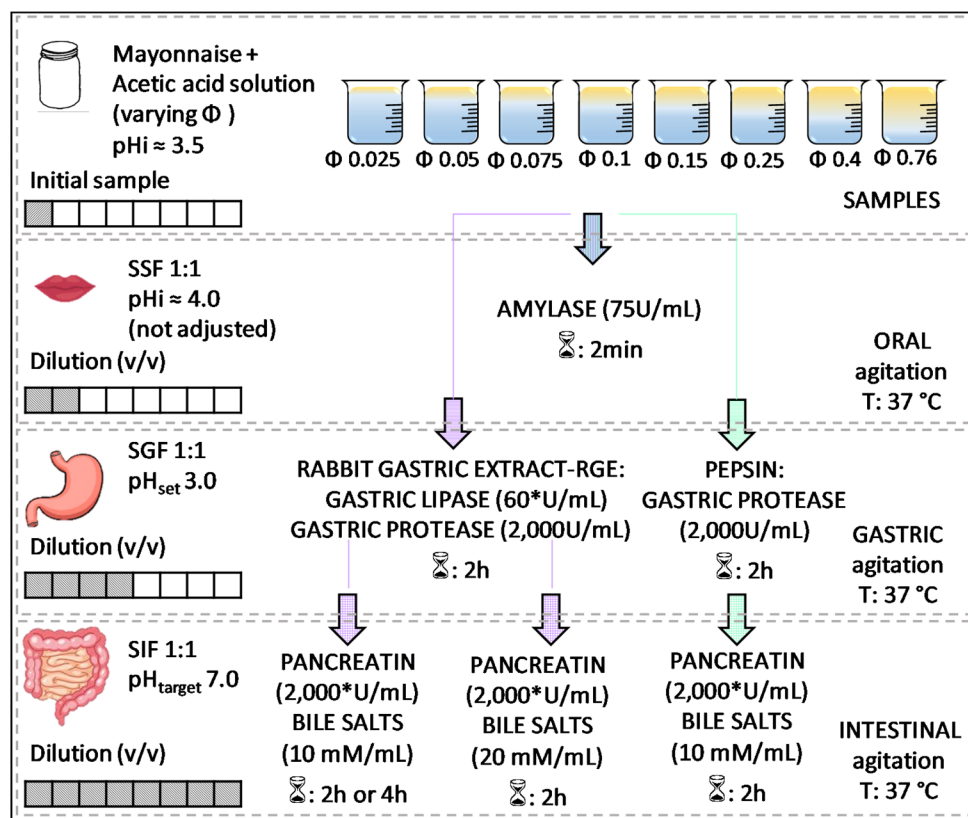 Mayonnaise +
Acetic acid solution
(varying Φ )
pHi ≈ 3.5
Φ 0.025 Φ 0.05 Φ 0.075 Φ 0.1 Φ 0.15 Φ 0.25 Φ 0.4 Φ 0.76
Initial sample
SAMPLES
SSF 1:1
pHi ≈ 4.0
(not adjusted)
Dilution (v/v)
AMYLASE (75U/mL)
: 2min
ORAL
agitation
T: 37 °C
SGF 1:1
pHset 3.0
Dilution (v/v)
RABBIT GASTRIC EXTRACT-RGE:
GASTRIC LIPASE (60*U/mL)
GASTRIC PROTEASE (2,000U/mL)
: 2h
PEPSIN:
GASTRIC PROTEASE
(2,000U/mL)
: 2h
GASTRIC
agitation
T: 37 °C
SIF 1:1
pHtarget 7.0
Dilution (v/v)
PANCREATIN
(2,000*U/mL)
BILE SALTS
(10 mM/mL)
: 2h or 4h
PANCREATIN
(2,000*U/mL)
BILE SALTS
(20 mM/mL)
: 2h
PANCREATIN
(2,000*U/mL)
BILE SALTS
(10 mM/mL)
: 2h
INTESTINAL
agitation
T: 37 °C